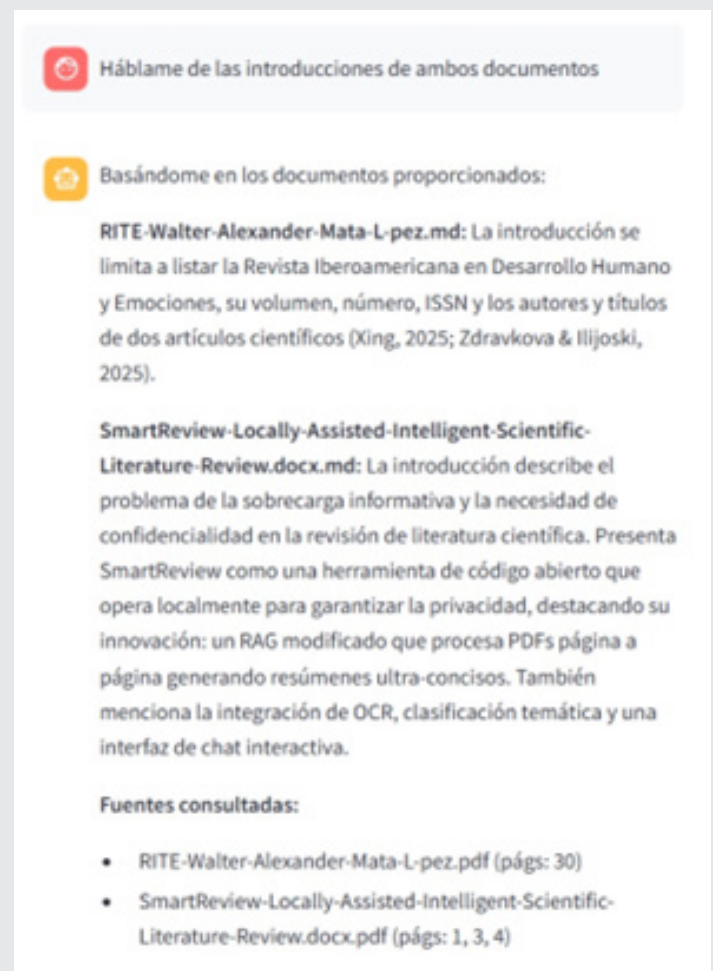 Háblame de las introducciones de ambos documentos
Basándome en los documentos proporcionados:
RITE-Walter-Alexander-Mata-L-pez.md: La introducción se
limita a listar la Revista Iberoamericana en Desarrollo Humano
y Emociones, su volumen, número, ISSN y los autores y títulos
de dos artículos científicos (Xing, 2025; Zdravkova & Ilijoski,
2025).
SmartReview-Locally-Assisted-Intelligent-Scientific-
Literature-Review.docx.md: La introducción describe el
problema de la sobrecarga informativa y la necesidad de
confidencialidad en la revisión de literatura científica. Presenta
SmartReview como una herramienta de código abierto que
opera localmente para garantizar la privacidad, destacando su
innovación: un RAG modificado que procesa PDFs página a
página generando resúmenes ultra-concisos. También
menciona la integración de OCR, clasificación temática y una
interfaz de chat interactiva.
Fuentes consultadas:
• RITE-Walter-Alexander-Mata-L-pez.pdf (págs: 30)
• SmartReview-Locally-Assisted-Intelligent-Scientific-
Literature-Review.docx.pdf (págs: 1, 3, 4)